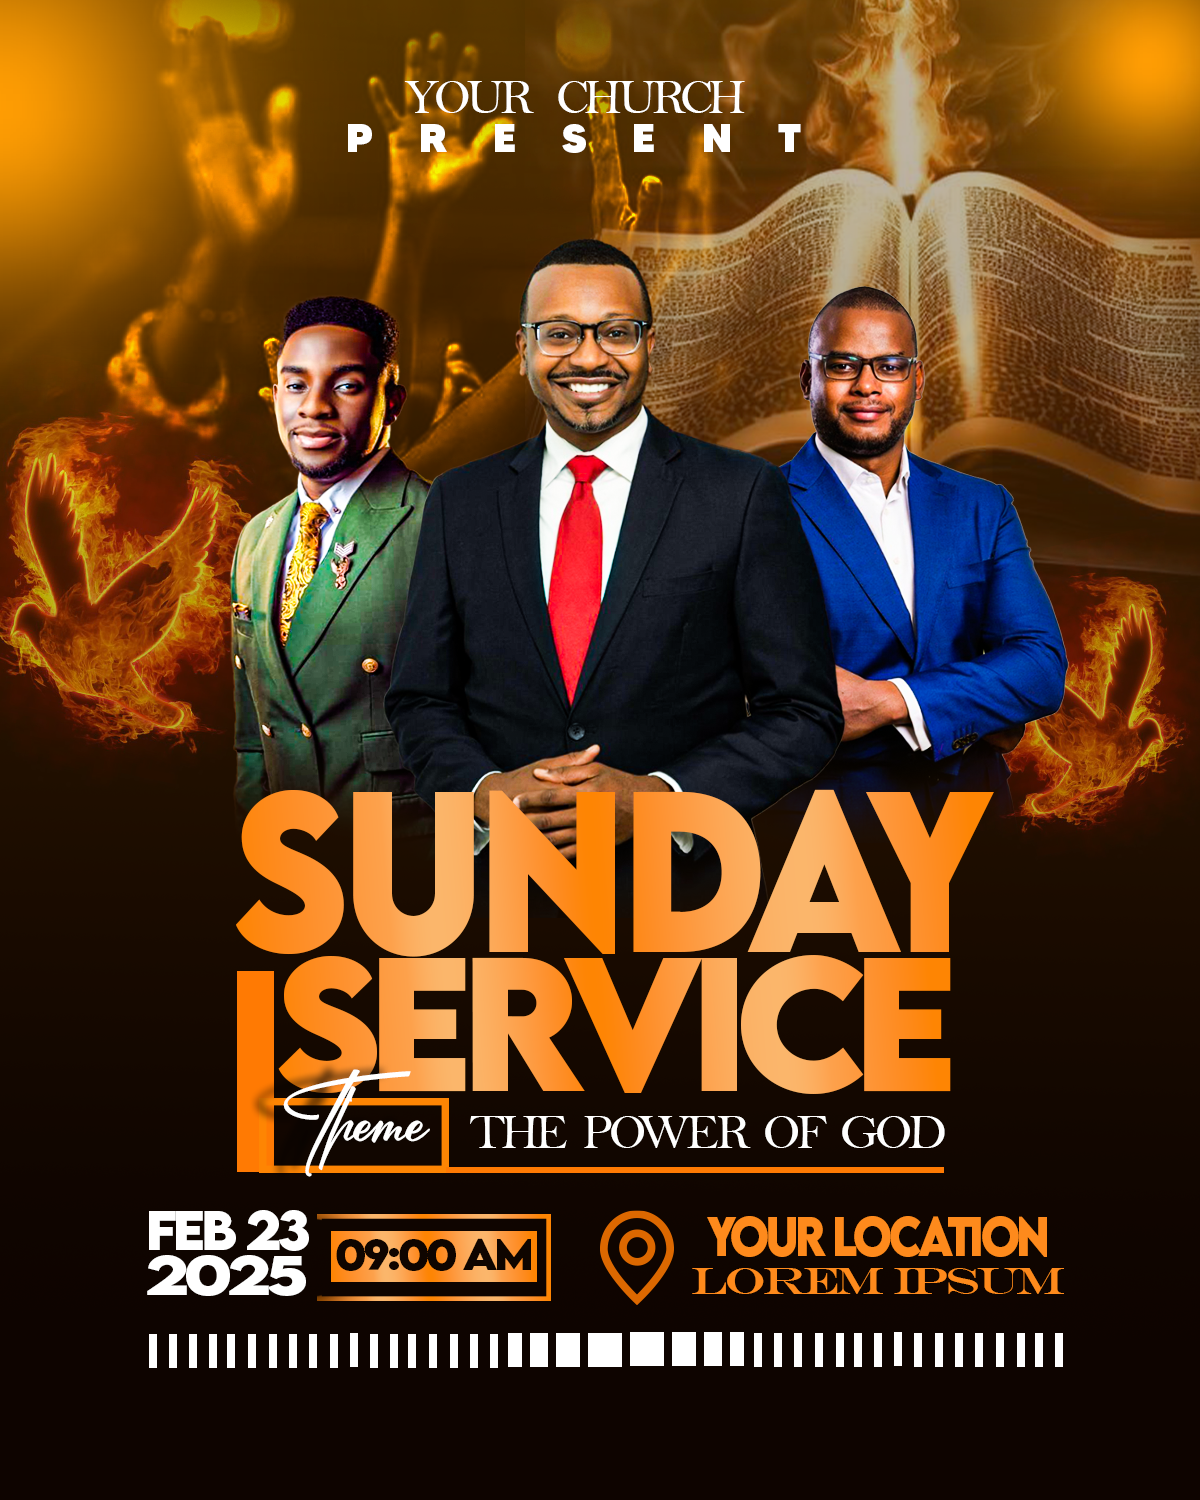 YOUR CHURCH
PRESENT
SUNDAY
SERVICE
Theme
THE POWER OF GOD
FEB 23
2025
09:00 AM
YOUR LOCATION
LOREM IPSUM